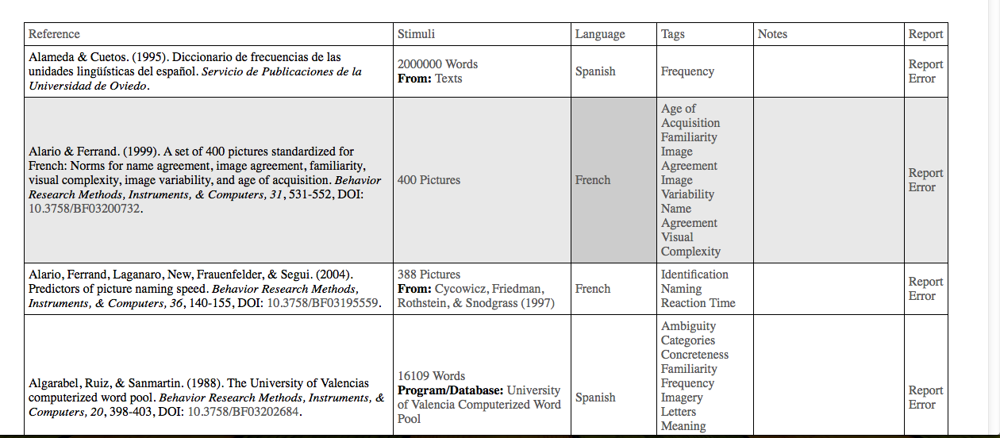 Reference Stimuli Language Tags Notes Report
Alameda & Cuetos. (1995). Diccionario de frecuencias de las
unidades lingüísticas del español. Servicio de Publicaciones de la
Universidad de Oviedo.
2000000 Words
From: Texts
Spanish
Frequency
Report
Error
Alario & Ferrand. (1999). A set of 400 pictures standardized for
French: Norms for name agreement, image agreement, familiarity,
visual complexity, image variability, and age of acquisition. Behavior
Research Methods, Instruments, & Computers, 31, 531-552, DOI:
10.3758/BF03200732.
400 Pictures
French
Age of
Acquisition
Familiarity
Image
Agreement
Image
Variability
Name
Agreement
Visual
Complexity
Report
Error
Alario, Ferrand, Laganaro, New, Frauenfelder, & Segui. (2004).
Predictors of picture naming speed. Behavior Research Methods,
Instruments, & Computers, 36, 140-155, DOI: 10.3758/BF03195559.
388 Pictures
From: Cycowicz, Friedman,
Rothstein, & Snodgrass (1997)
French
Identification
Naming
Reaction Time
Report
Error
Algarabel, Ruiz, & Sanmartin. (1988). The University of Valencias
computerized word pool. Behavior Research Methods, Instruments, &
Computers, 20, 398-403, DOI: 10.3758/BF03202684.
16109 Words
Program/Database: University
of Valencia Computerized Word
Pool
Spanish
Ambiguity
Categories
Concreteness
Familiarity
Frequency
Imagery
Letters
Meaning
Report
Error